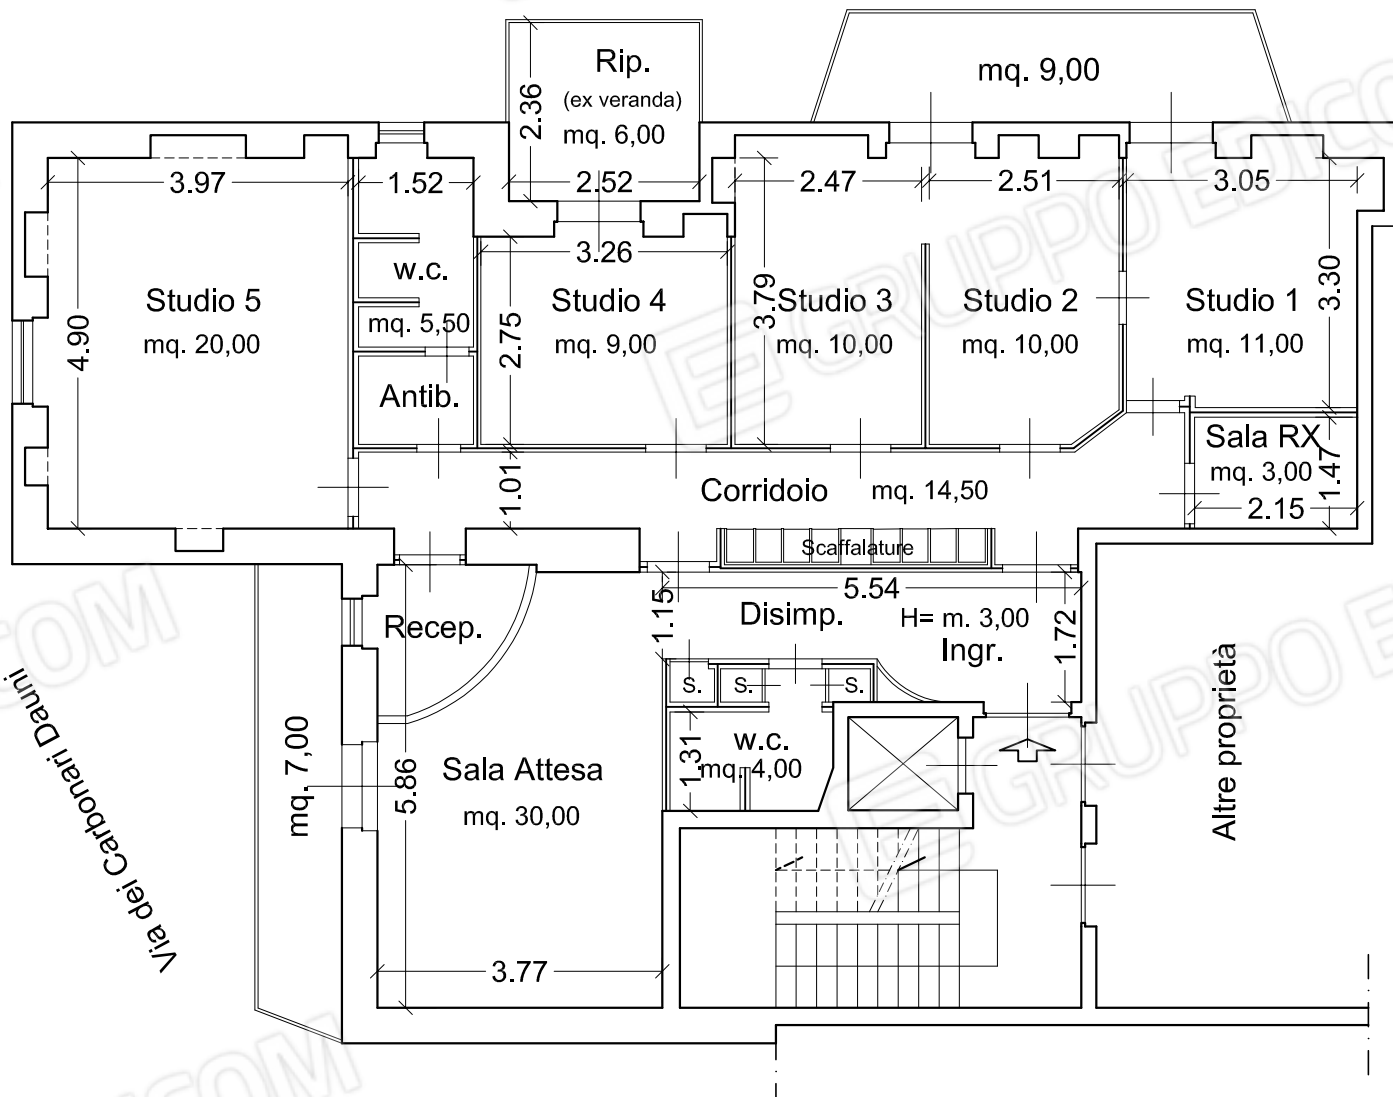 Rip.
(ex veranda)
mq. 6,00
2.36
2.52
mq. 9,00
3.97
1.52
2.47
2.51
3.05
3.26
w.c.
mq. 5,50
Antib.
Studio 5
mq. 20,00
4.90
Studio 4
mq. 9,00
2.75
Studio 3
mq. 10,00
3.79
Studio 2
mq. 10,00
Studio 1
mq. 11,00
3.30
Sala RX
mq. 3,00
1.47
2.15
1.01
Corridoio
mq. 14,50
Scaffalature
5.54
1.15
Disimp.
H= m. 3,00
Ingr.
1.72
Recep.
s.
s.
s.
w.c.
mq. 4,00
1.31
mq. 7,00
5.86
Sala Attesa
mq. 30,00
3.77
Via dei Carbonari Dauni
Altre proprietà
GRUPPO EDICOM
GRUPPO E
COM
DICOM